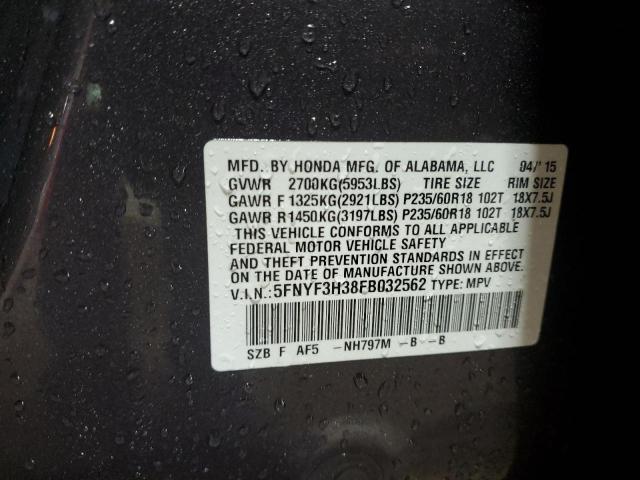 MFD. BY HONDA MFG. OF ALABAMA, LLC 04/'15
GVWR 2700KG(5953LBS) TIRE SIZE RIM SIZE
GAWR F 1325KG(2921LBS) P235/60R18 102T 18X7.5J
GAWR R1450KG(3197LBS) P235/60R18 102T 18X7.5J
THIS VEHICLE CONFORMS TO ALL APPLICABLE
FEDERAL MOTOR VEHICLE SAFETY
AND THEFT PREVENTION STANDARDS IN EFFECT
ON THE DATE OF MANUFACTURE SHOWN ABOVE.
V.I.N.:5FNYF3H38FB032562 TYPE: MPV
SZB F AF5 -NH797M -B -B